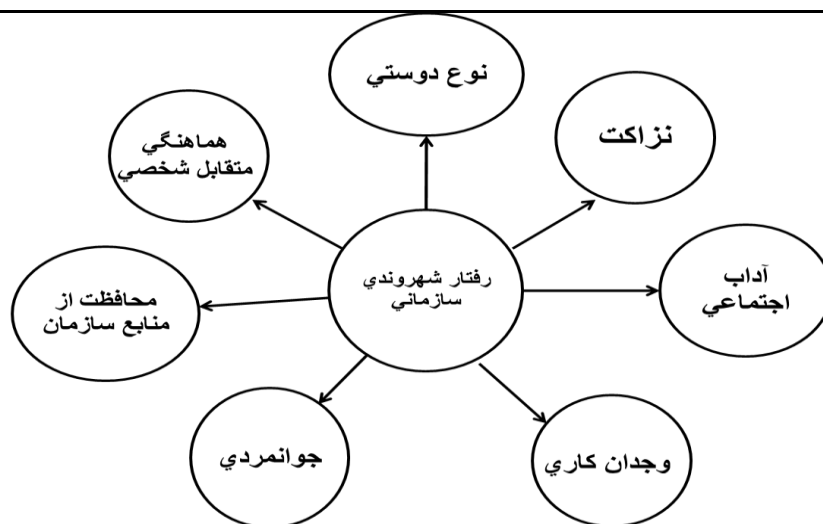 نوع دوستي
نزاكت
هماهنگي
متقابل شخصي
آداب
اجتماعي
رفتار شهروندي
سازماني
محافظت از
منابع سازمان
جوانمردي
وجدان كاري